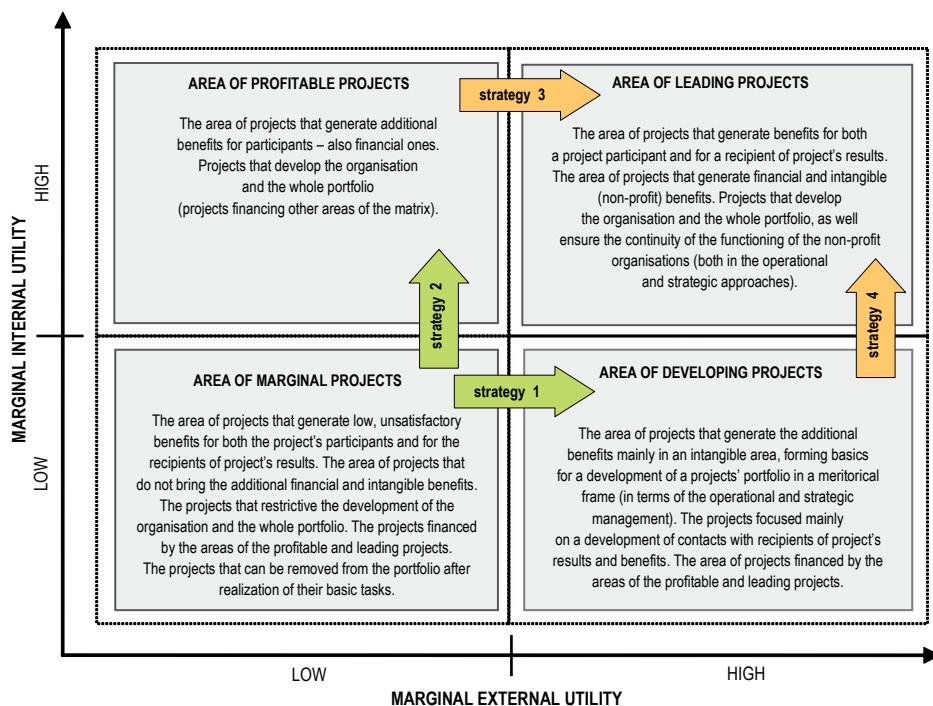 AREA OF PROFITABLE PROJECTS
The area of projects that generate additional
benefits for participants – also financial ones.
Projects that develop the organisation
and the whole portfolio
(projects financing other areas of the matrix).
strategy 3
AREA OF LEADING PROJECTS
The area of projects that generate benefits for both
a project participant and for a recipient of project's results.
The area of projects that generate financial and intangible
(non-profit) benefits. Projects that develop
the organisation and the whole portfolio, as well
ensure the continuity of the functioning of the non-profit
organisations (both in the operational
and strategic approaches).
strategy 2
strategy 4
AREA OF MARGINAL PROJECTS
The area of projects that generate low, unsatisfactory
benefits for both the project's participants and for the
recipients of project's results. The area of projects that
do not bring the additional financial and intangible benefits.
The projects that restrictive the development of the
organisation and the whole portfolio. The projects financed
by the areas of the profitable and leading projects.
The projects that can be removed from the portfolio after
realization of their basic tasks.
strategy 1
AREA OF DEVELOPING PROJECTS
The area of projects that generate the additional
benefits mainly in an intangible area, forming basics
for a development of a projects' portfolio in a meritorical
frame (in terms of the operational and strategic
management). The projects focused mainly
on a development of contacts with recipients of project's
results and benefits. The area of projects financed by the
areas of the profitable and leading projects.
MARGINAL INTERNAL UTILITY
HIGH
LOW
LOW
HIGH
MARGINAL EXTERNAL UTILITY